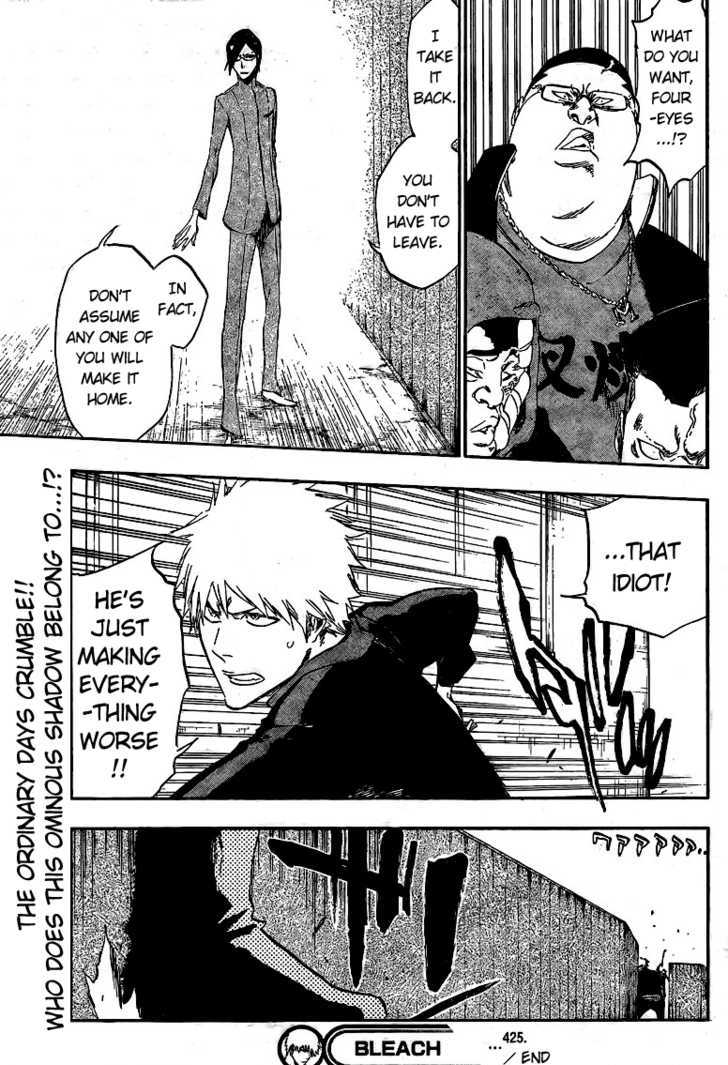 WHAT
DO YOU
WANT,
FOUR
-EYES
...!?
I
TAKE
IT
BACK.
YOU
DON'T
HAVE TO
LEAVE.
IN
FACT,
DON'T
ASSUME
ANY ONE OF
YOU WILL
MAKE IT
HOME.
...THAT
IDIOT!
HE'S
JUST
MAKING
EVERY-
-THING
WORSE
!!
THE ORDINARY DAYS CRUMBLE!!
WHO DOES THIS OMINOUS SHADOW BELONG TO...!?
BLEACH
425.
...
/ END